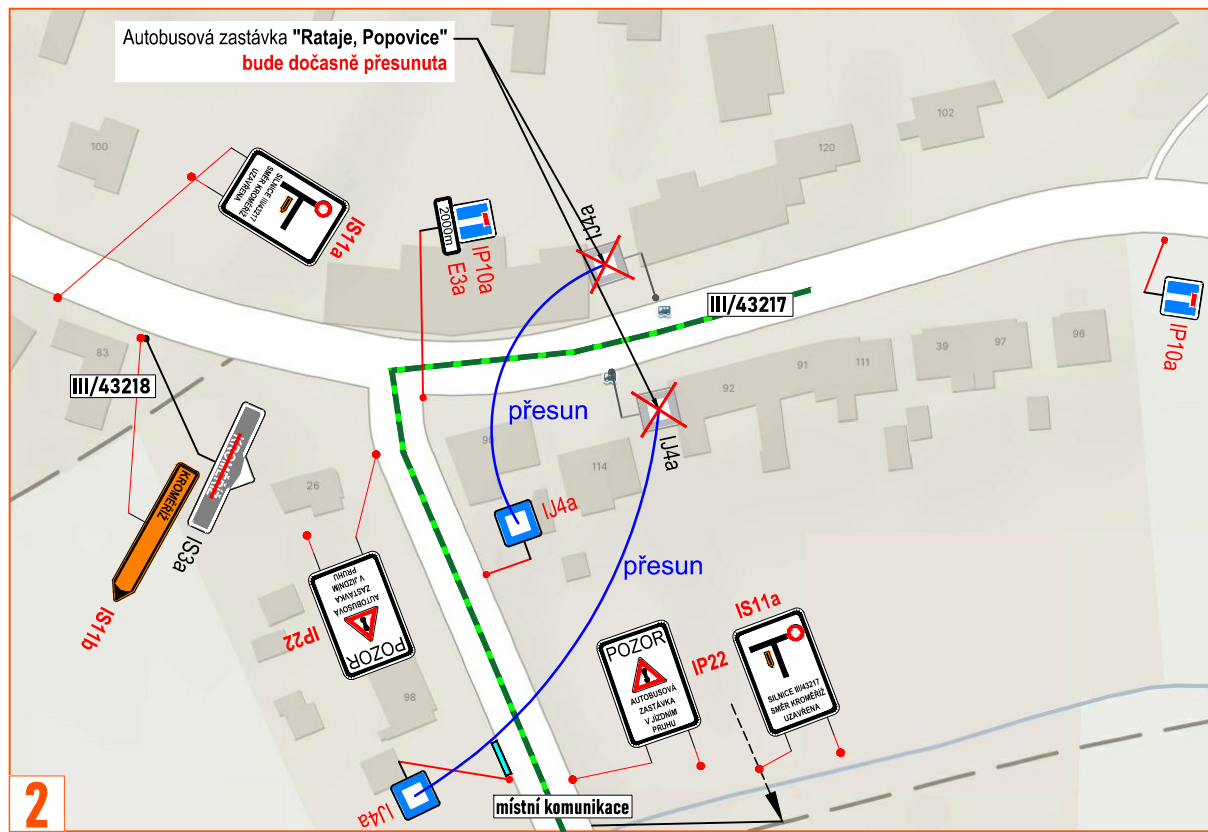 Autobusová zastávka "Rataje, Popovice"
bude dočasně přesunuta
100
SILNICE III/43217
SMĚR KROMĚŘÍŽ
UZAVŘENA
IS11a
2000m
IP10a
E3a
IJ4a
120
102
III/43217
IP10a
83
III/43218
92
91
111
39
97
96
IJ4a
přesun
90
114
IJ4a
26
KROMĚŘÍŽ
IS3a
IS11b
POZOR
AUTOBUSOVÁ
ZASTÁVKA
V JÍZDNÍM
PRUHU
IP22
98
přesun
POZOR
AUTOBUSOVÁ
ZASTÁVKA
V JÍZDNÍM
PRUHU
IP22
IS11a
SILNICE III/43217
SMĚR KROMĚŘÍŽ
UZAVŘENA
IJ4a
místní komunikace
2